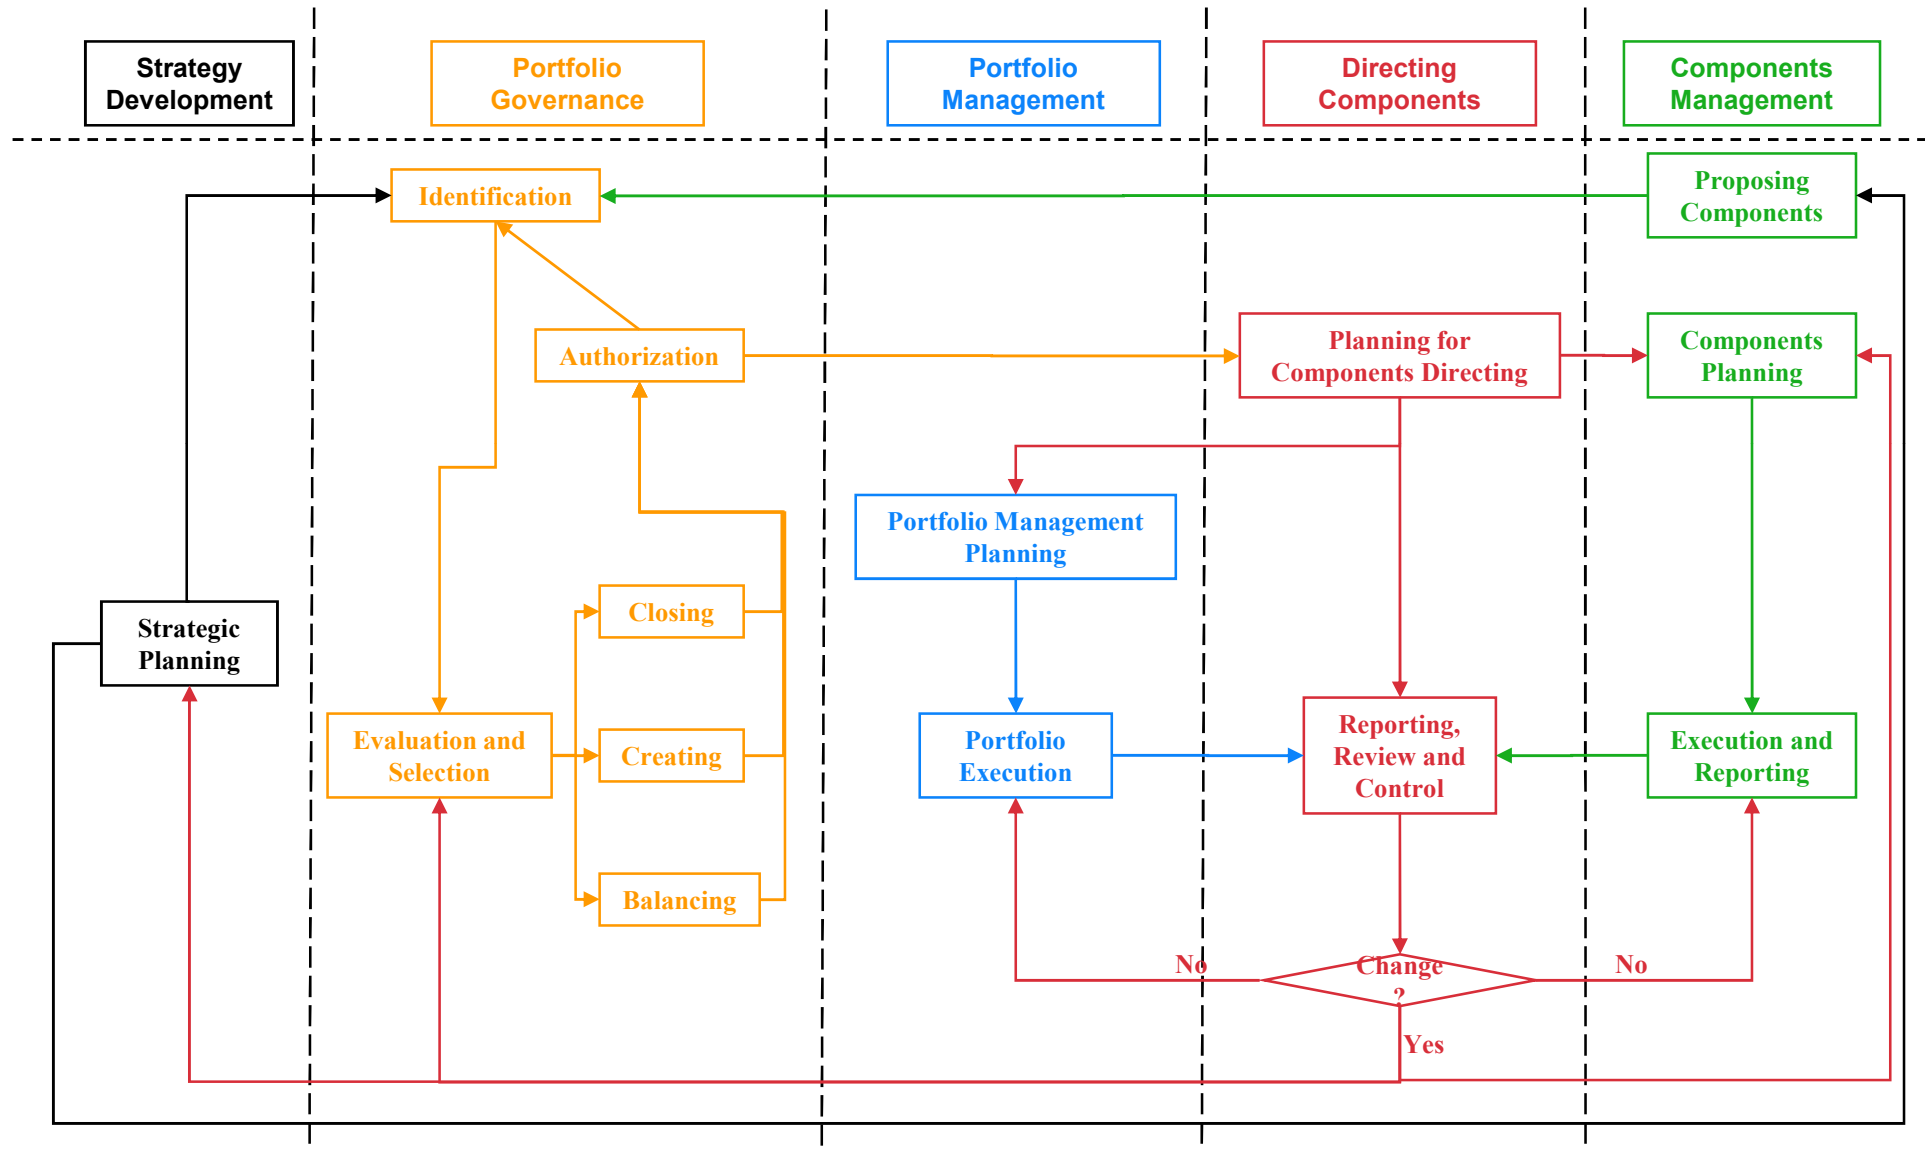 Strategy
Development
Portfolio
Governance
Portfolio
Management
Directing
Components
Components
Management
Identification
Proposing
Components
Authorization
Planning for
Components Directing
Components
Planning
Portfolio Management
Planning
Closing
Strategic
Planning
Evaluation and
Selection
Creating
Portfolio
Execution
Reporting,
Review and
Control
Execution and
Reporting
Balancing
No
Change
?
No
Yes